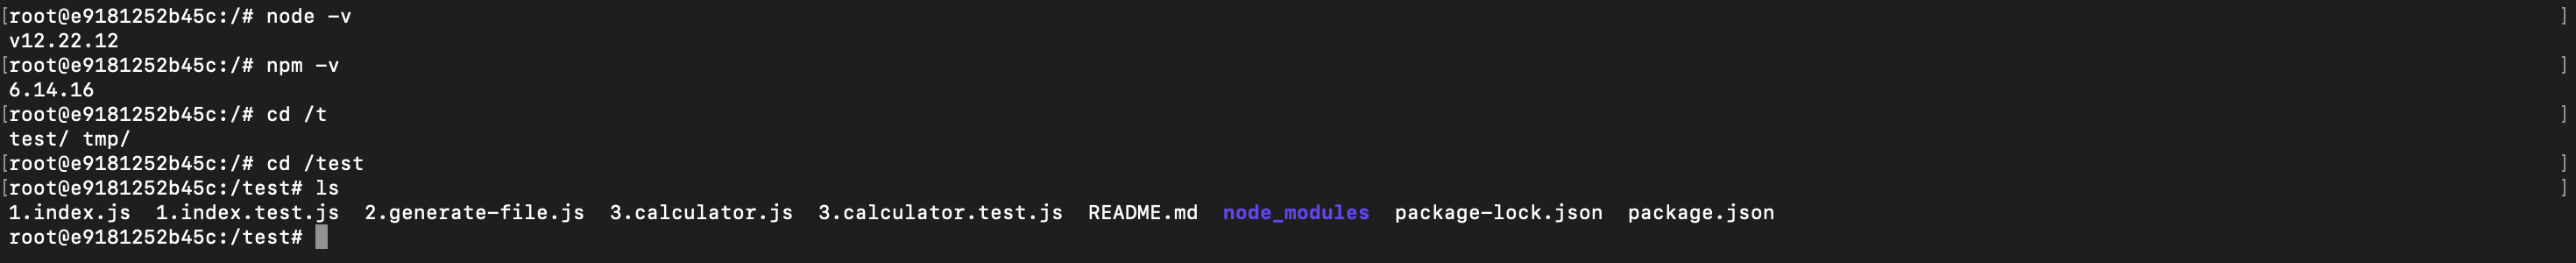 [root@e9181252b45c:/# node -v ]
v12.22.12
[root@e9181252b45c:/# npm -v ]
6.14.16
[root@e9181252b45c:/# cd /t ]
test/ tmp/
[root@e9181252b45c:/# cd /test ]
[root@e9181252b45c:/test# ls ]
1.index.js  1.index.test.js  2.generate-file.js  3.calculator.js  3.calculator.test.js  README.md  node_modules  package-lock.json  package.json
root@e9181252b45c:/test#